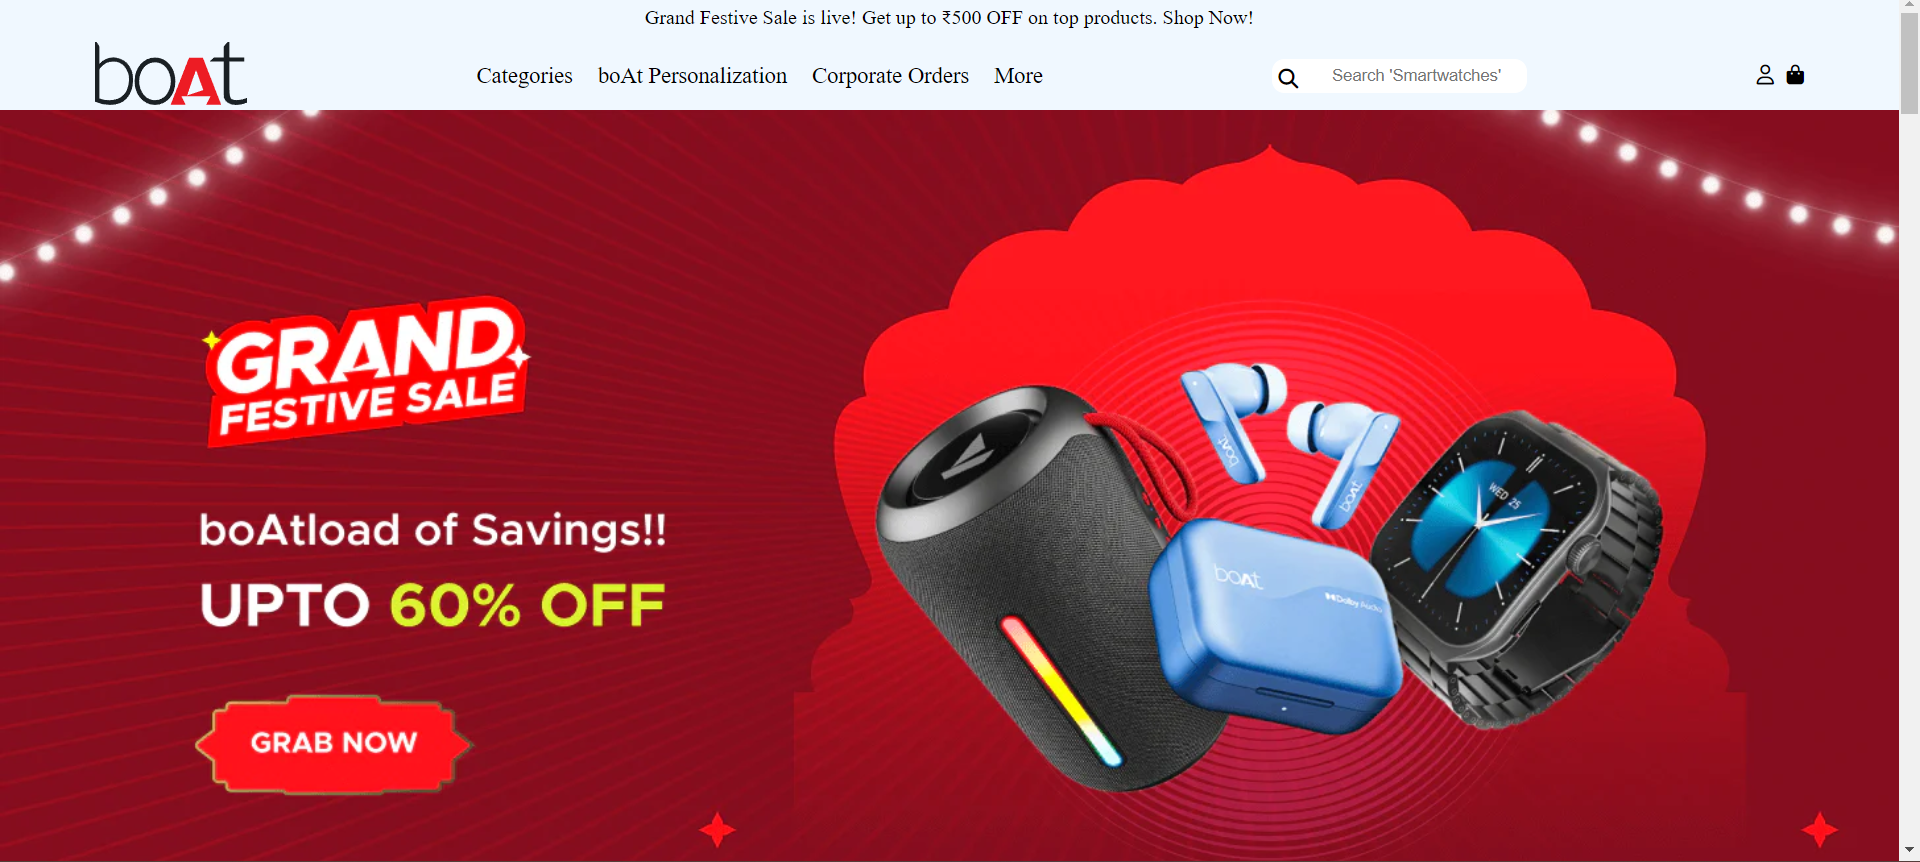 Grand Festive Sale is live! Get up to ₹500 OFF on top products. Shop Now!
boAt
Categories boAt Personalization Corporate Orders More
Search 'Smartwatches'
GRAND
FESTIVE SALE
boAtload of Savings!!
UPTO 60% OFF
GRAB NOW
boAt
boAt
WED 25
boAt
Dolby Audio